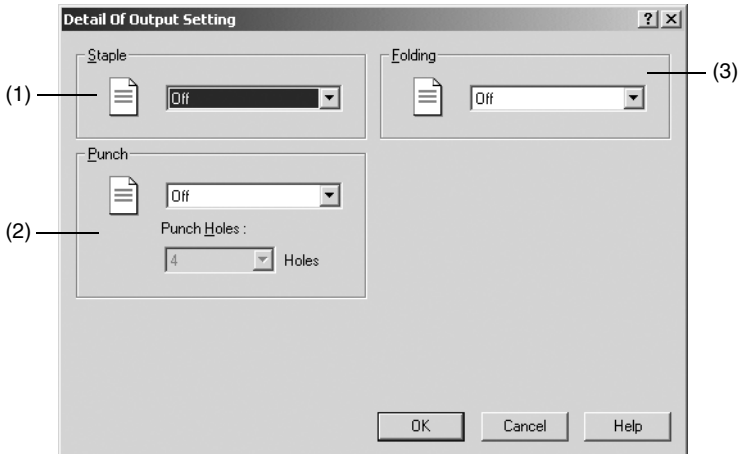 Detail Of Output Setting
Staple
Folding
(1)
Off
Off
(3)
Punch
Off
(2)
Punch Holes :
4 Holes
OK Cancel Help